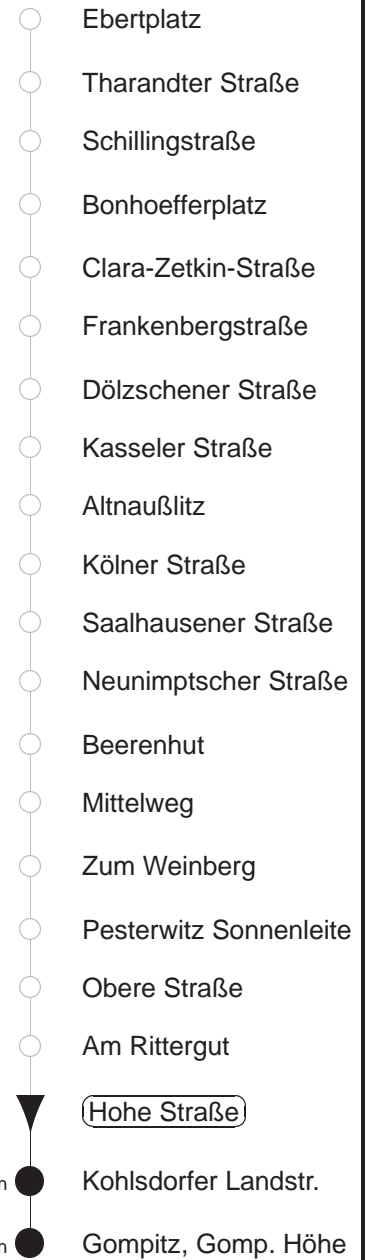 Ebertplatz
Tharandter Straße
Schillingstraße
Bonhoefferplatz
Clara-Zetkin-Straße
Frankenbergstraße
Dölzschener Straße
Kasseler Straße
Altnaußlitz
Kölner Straße
Saalhausener Straße
Neunimptscher Straße
Beerenhut
Mittelweg
Zum Weinberg
Pesterwitz Sonnenleite
Obere Straße
Am Rittergut
Hohe Straße
Kohlsdorfer Landstr.
Gompitz, Gomp. Höhe